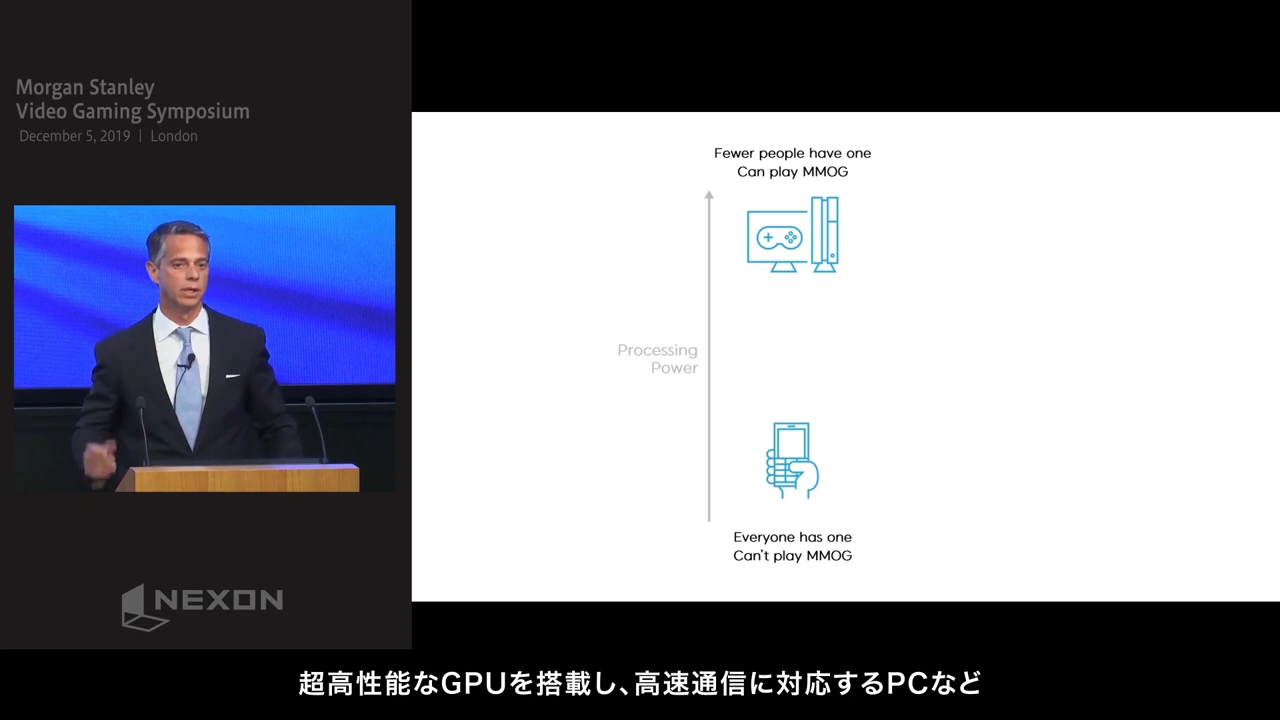 Morgan Stanley
Video Gaming Symposium
December 5, 2019 | London
Fewer people have one
Can play MMOG
Processing
Power
Everyone has one
Can't play MMOG
NEXON
超高性能なGPUを搭載し、高速通信に対応するPCなど